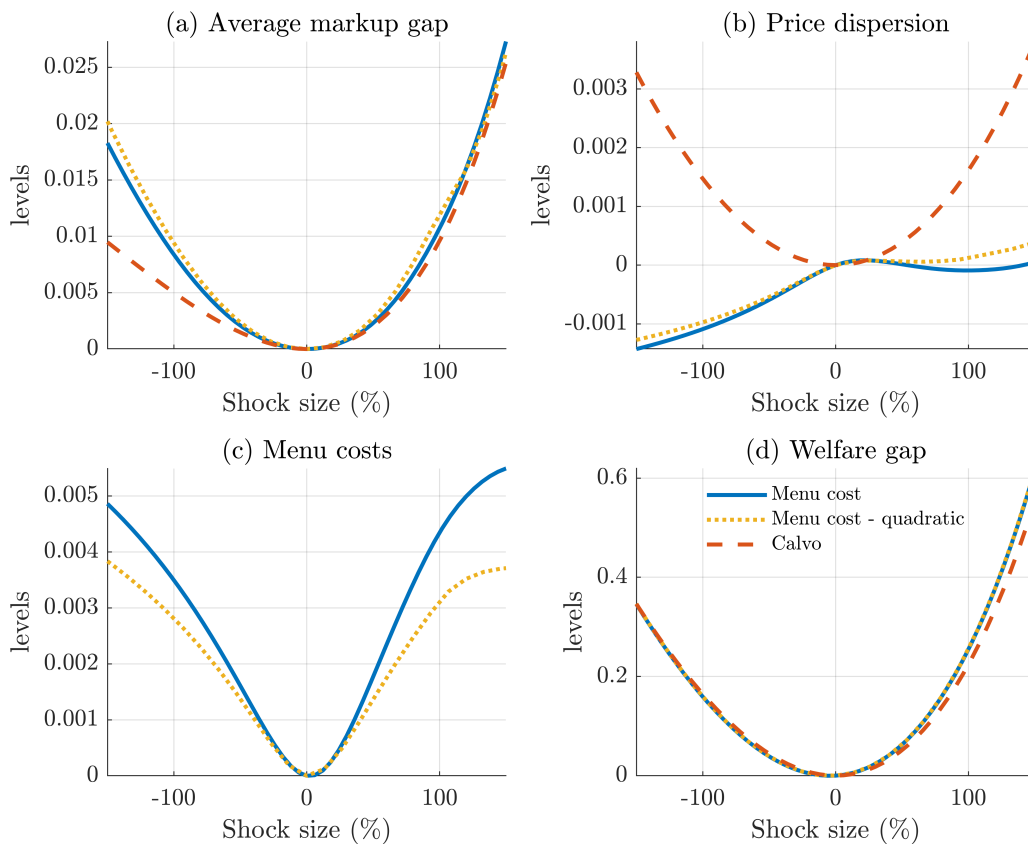 (a) Average markup gap
0.025
0.02
0.015
0.01
0.005
0
levels
-100
0
100
Shock size (%)
(b) Price dispersion
0.003
0.002
0.001
0
-0.001
levels
-100
0
100
Shock size (%)
(c) Menu costs
0.005
0.004
0.003
0.002
0.001
0
levels
-100
0
100
Shock size (%)
(d) Welfare gap
0.6
0.4
0.2
0
levels
Menu cost
Menu cost - quadratic
Calvo
-100
0
100
Shock size (%)